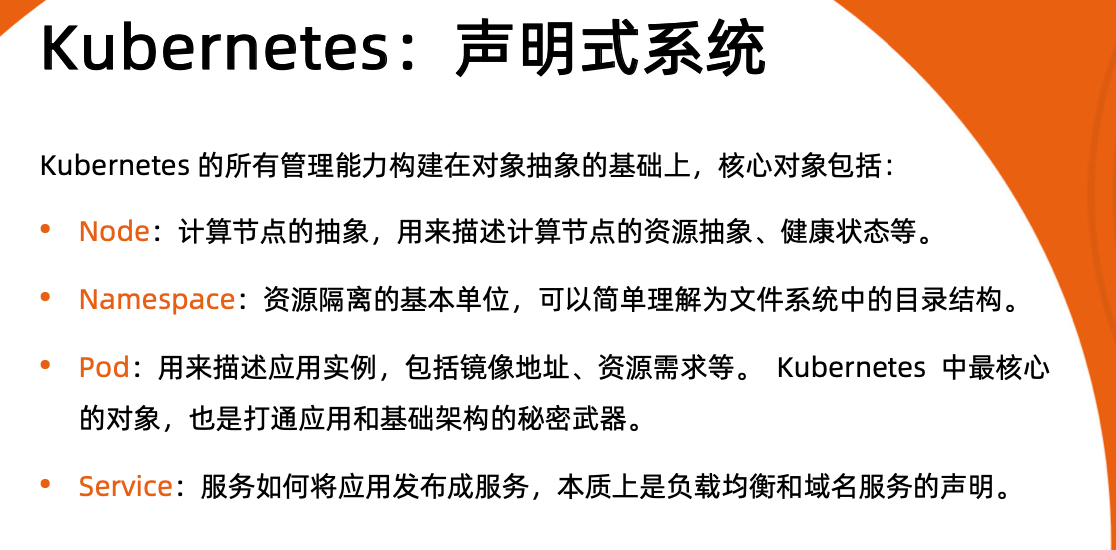 Kubernetes：声明式系统
Kubernetes 的所有管理能力构建在对象抽象的基础上，核心对象包括：
• Node：计算节点的抽象，用来描述计算节点的资源抽象、健康状态等。
• Namespace：资源隔离的基本单位，可以简单理解为文件系统中的目录结构。
• Pod：用来描述应用实例，包括镜像地址、资源需求等。 Kubernetes 中最核心
的对象，也是打通应用和基础架构的秘密武器。
• Service：服务如何将应用发布成服务，本质上是负载均衡和域名服务的声明。